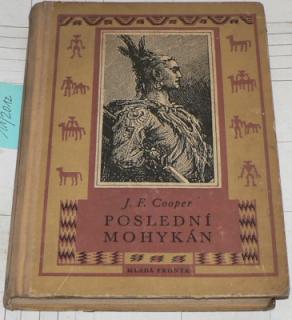 J. F. Cooper
POSLEDNÍ
MOHYKÁN
MLADÁ FRONTA